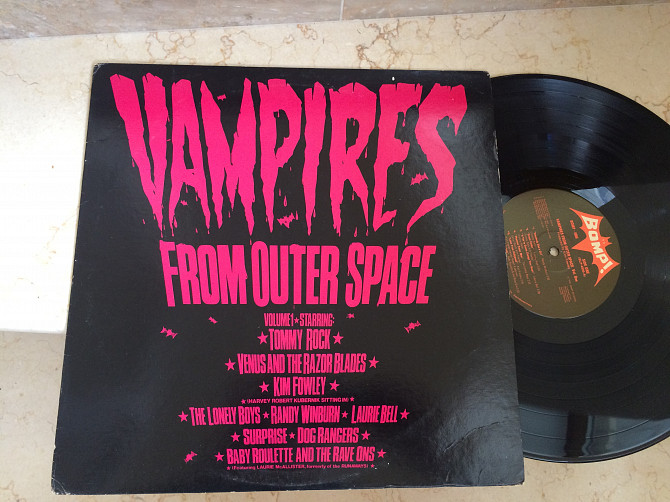 VAMPIRES
FROM OUTER SPACE
VOLUME 1 ★ STARRING:
★ TOMMY ROCK ★
★ VENUS AND THE RAZOR BLADES ★
★ KIM FOWLEY ★
★ (HARVEY ROBERT KUBERNIK SITTING IN) ★
★ THE LONELY BOYS ★ RANDY WINBURN ★ LAURIE BELL ★
★ SURPRISE ★ DOG RANGERS ★
★ BABY ROULETTE AND THE RAVE ONS ★
★ (Featuring LAURIE McALLISTER, formerly of the RUNAWAYS) ★
BOMP!